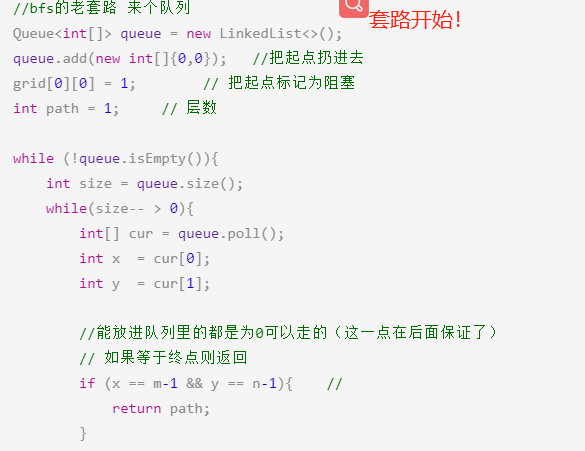 //bfs的老套路 来个队列
套路开始！
Queue<int[]> queue = new LinkedList<>();
queue.add(new int[]{0,0});   //把起点扔进去
grid[0][0] = 1;        // 把起点标记为阻塞
int path = 1;     // 层数
while (!queue.isEmpty()){
    int size = queue.size();
    while(size-- > 0){
        int[] cur = queue.poll();
        int x  = cur[0];
        int y  = cur[1];
        //能放进队列里的都是为0可以走的（这一点在后面保证了）
        // 如果等于终点则返回
        if (x == m-1 && y == n-1){    //
            return path;
        }